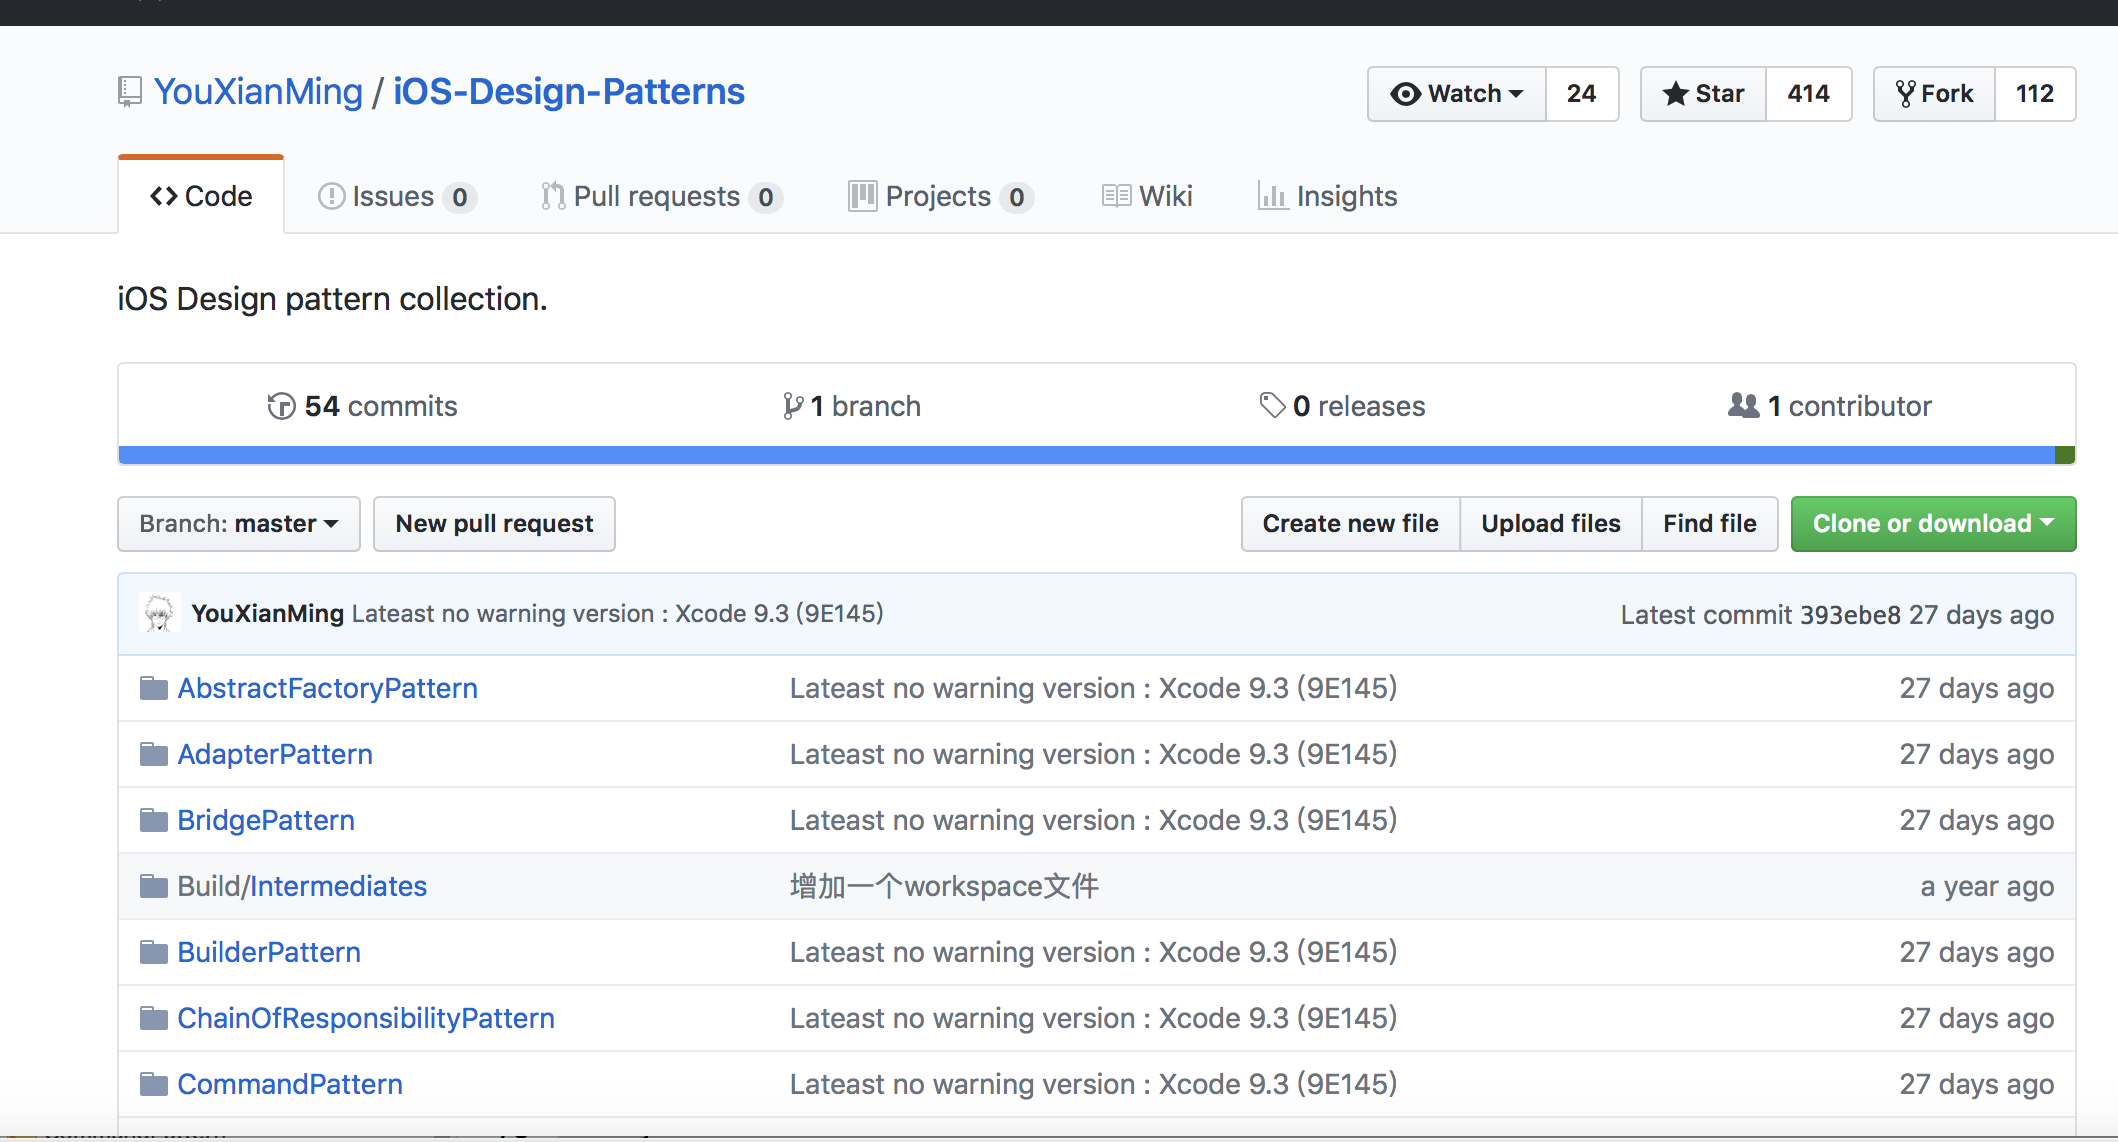 YouXianMing / iOS-Design-Patterns
Watch 24 Star 414 Fork 112
Code Issues 0 Pull requests 0 Projects 0 Wiki Insights
iOS Design pattern collection.
54 commits 1 branch 0 releases 1 contributor
Branch: master New pull request Create new file Upload files Find file Clone or download
YouXianMing Lateast no warning version : Xcode 9.3 (9E145) Latest commit 393ebe8 27 days ago
AbstractFactoryPattern Lateast no warning version : Xcode 9.3 (9E145) 27 days ago
AdapterPattern Lateast no warning version : Xcode 9.3 (9E145) 27 days ago
BridgePattern Lateast no warning version : Xcode 9.3 (9E145) 27 days ago
Build/Intermediates 增加一个workspace文件 a year ago
BuilderPattern Lateast no warning version : Xcode 9.3 (9E145) 27 days ago
ChainOfResponsibilityPattern Lateast no warning version : Xcode 9.3 (9E145) 27 days ago
CommandPattern Lateast no warning version : Xcode 9.3 (9E145) 27 days ago